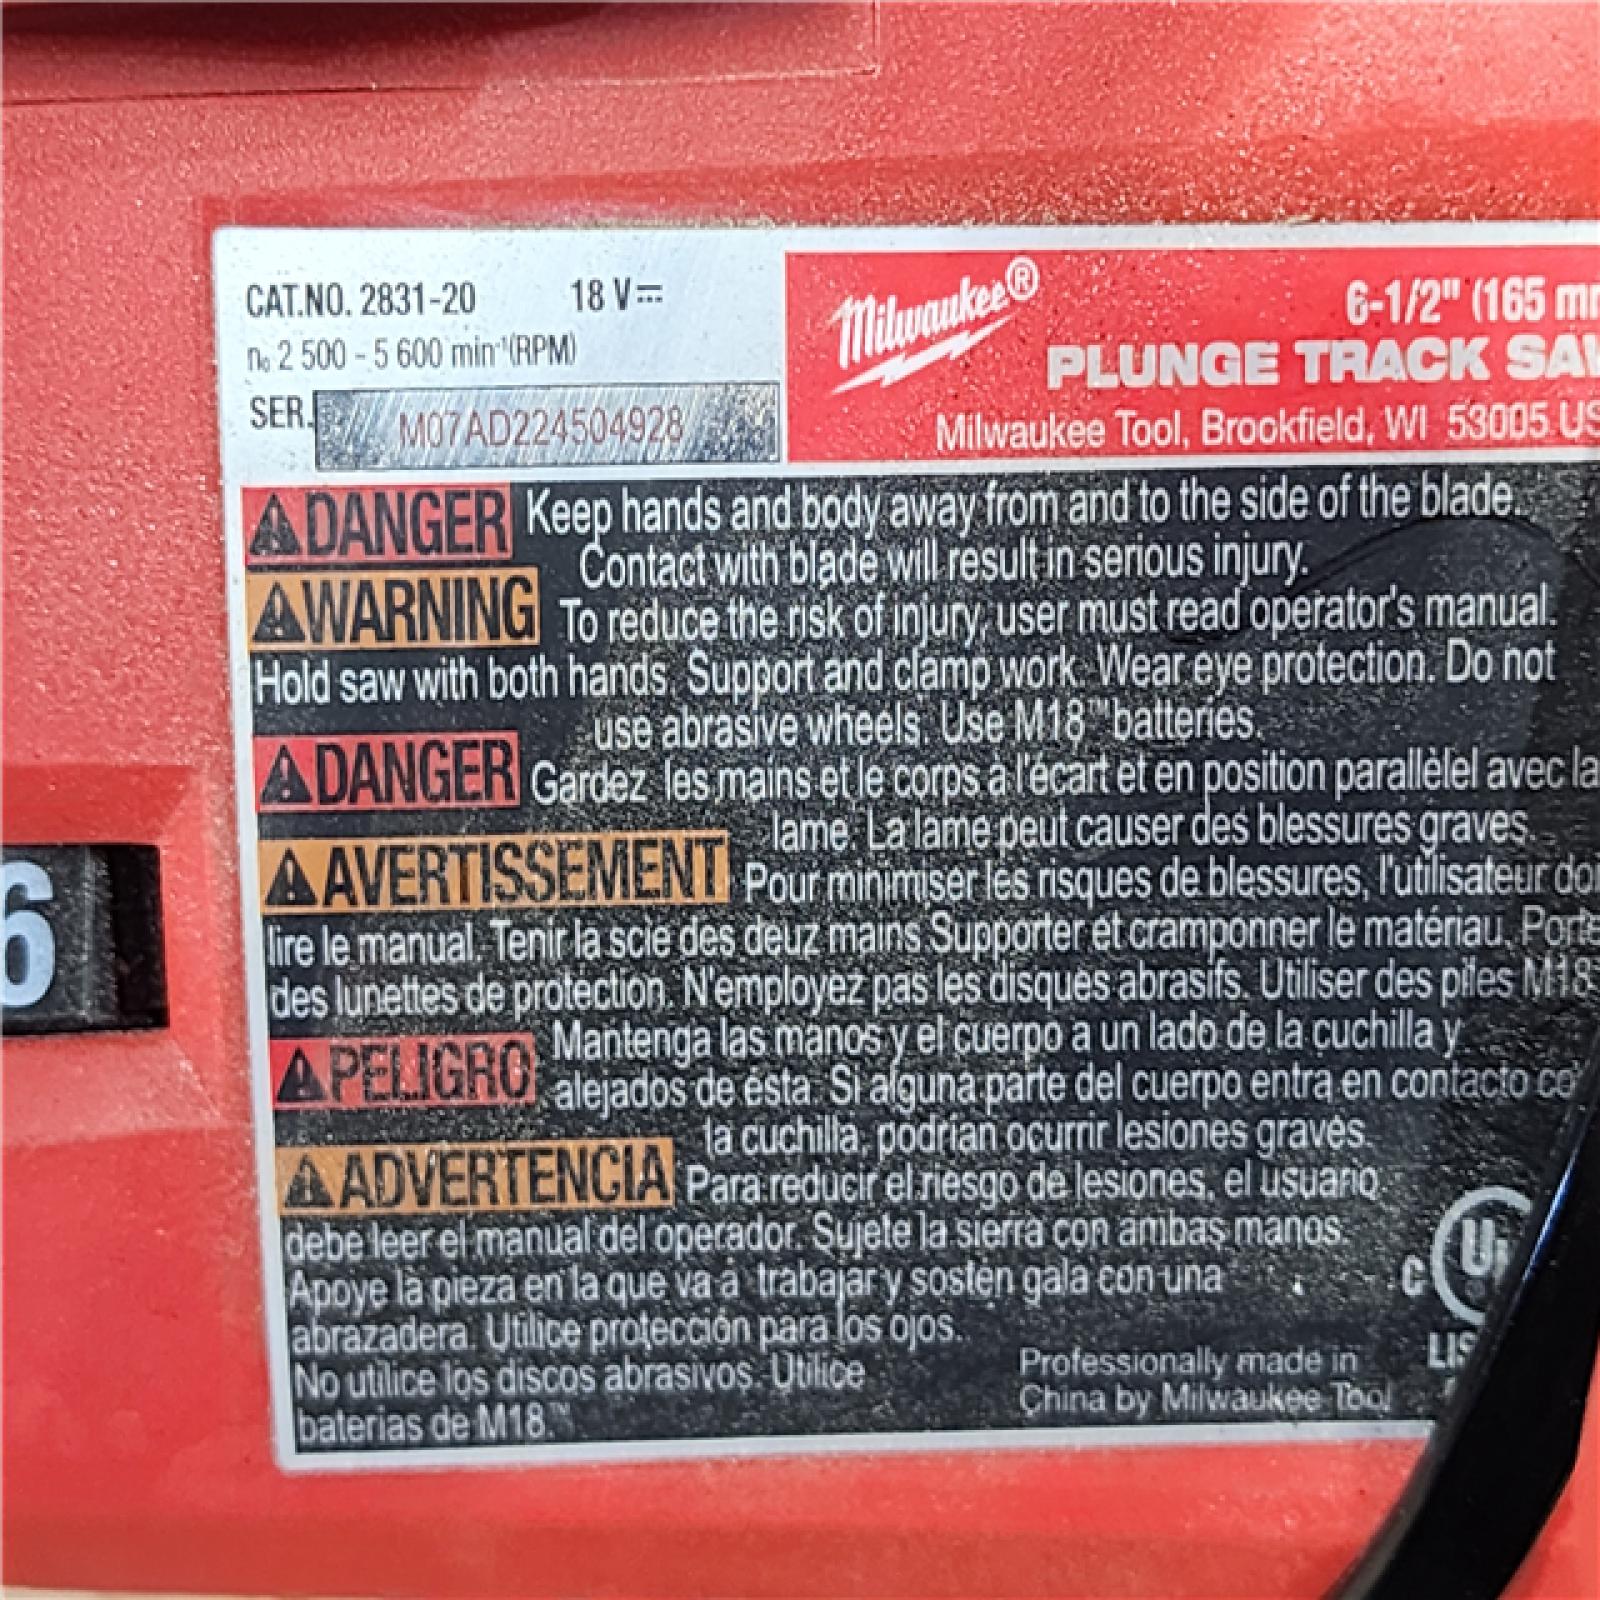 CAT.NO. 2831-20 18 V⎓
n₀ 2 500 - 5 600 min⁻¹(RPM)
SER. M07AD224504928
Milwaukee®
6-1/2" (165 mm
PLUNGE TRACK SAW
Milwaukee Tool, Brookfield, WI 53005 US
⚠DANGER Keep hands and body away from and to the side of the blade.
Contact with blade will result in serious injury.
⚠WARNING To reduce the risk of injury, user must read operator's manual.
Hold saw with both hands. Support and clamp work. Wear eye protection. Do not
use abrasive wheels. Use M18™ batteries.
⚠DANGER Gardez les mains et le corps à l'écart et en position parallèlel avec la
lame. La lame peut causer des blessures graves.
⚠AVERTISSEMENT Pour minimiser les risques de blessures, l'utilisateur doi
lire le manual. Tenir la scie des deuz mains Supporter et cramponner le matériau. Porte
des lunettes de protection. N'employez pas les disques abrasifs. Utiliser des piles M18™
⚠PELIGRO Mantenga las manos y el cuerpo a un lado de la cuchilla y
alejados de ésta. Si alguna parte del cuerpo entra en contacto co
la cuchilla, podrían ocurrir lesiones graves.
⚠ADVERTENCIA Para reducir el riesgo de lesiones, el usuario
debe leer el manual del operador. Sujete la sierra con ambas manos.
Apoye la pieza en la que va a trabajar y sostén gala con una
abrazadera. Utilice protección para los ojos.
No utilice los discos abrasivos. Utilice
baterias de M18.™
Professionally made in
China by Milwaukee Tool
C UL
LIS
6